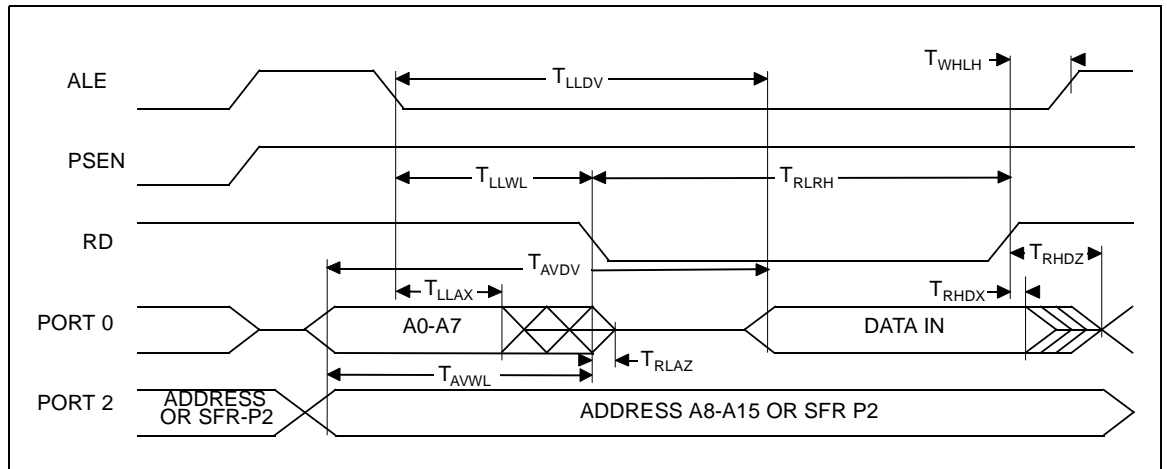 ALE
T_LLDV
T_WHLH
PSEN
T_LLWL
T_RLRH
RD
T_AVDV
T_RHDZ
T_LLAX
T_RHDX
PORT 0
A0-A7
DATA IN
T_RLAZ
T_AVWL
PORT 2
ADDRESS
OR SFR-P2
ADDRESS A8-A15 OR SFR P2